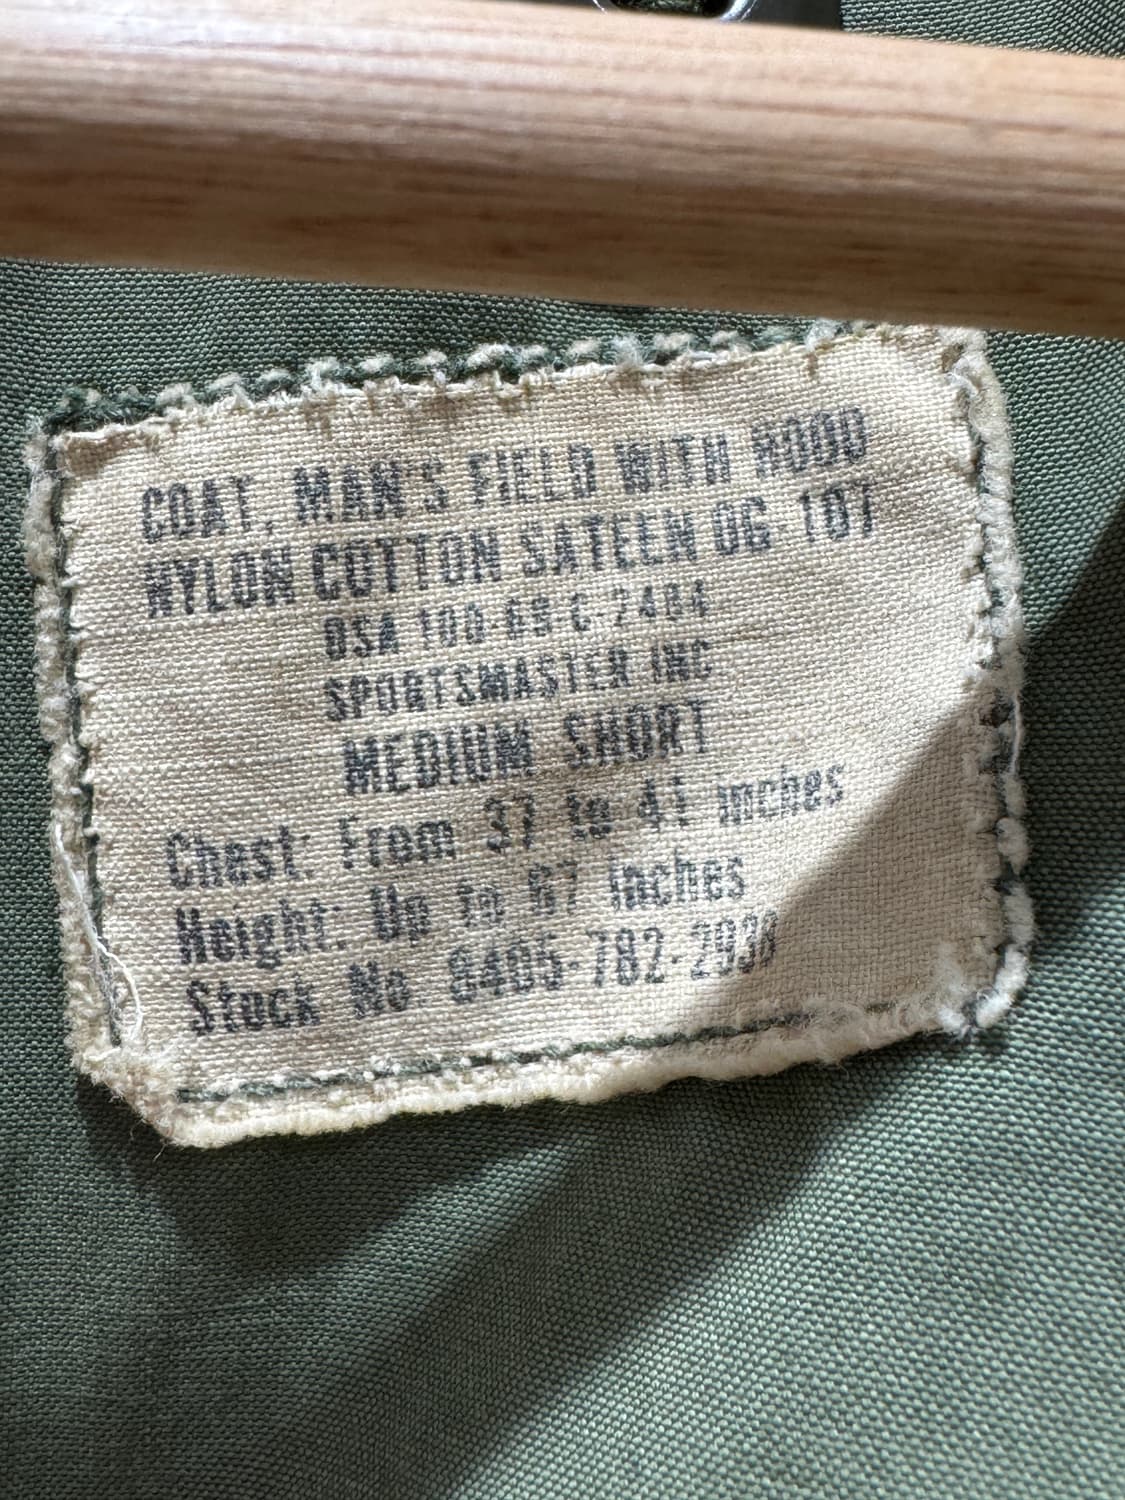 COAT, MAN'S FIELD WITH HOOD
NYLON COTTON SATEEN OG 107
DSA 100-69-C-2484
SPORTSMASTER INC
MEDIUM SHORT
Chest: From 37 to 41 inches
Height: Up to 67 inches
Stock No 8405-782-2938